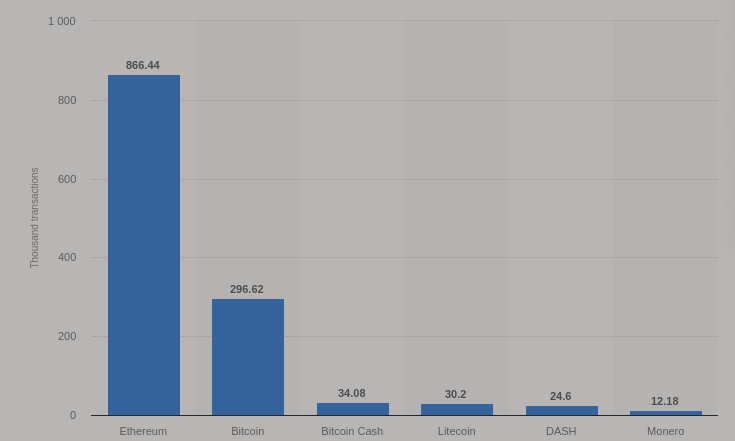 Thousand transactions
1 000
800
600
400
200
0
866.44
296.62
34.08
30.2
24.6
12.18
Ethereum
Bitcoin
Bitcoin Cash
Litecoin
DASH
Monero